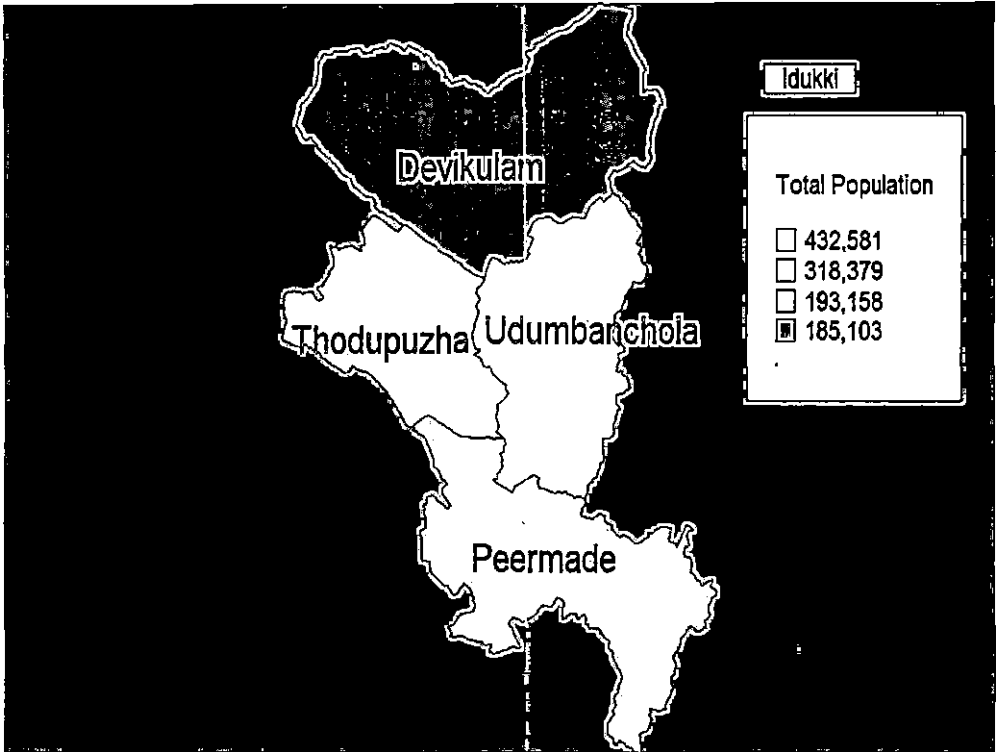 Idukki
Devikulam
Total Population
432,581
318,379
193,158
185,103
Thodupuzha
Udumbanchola
Peermade